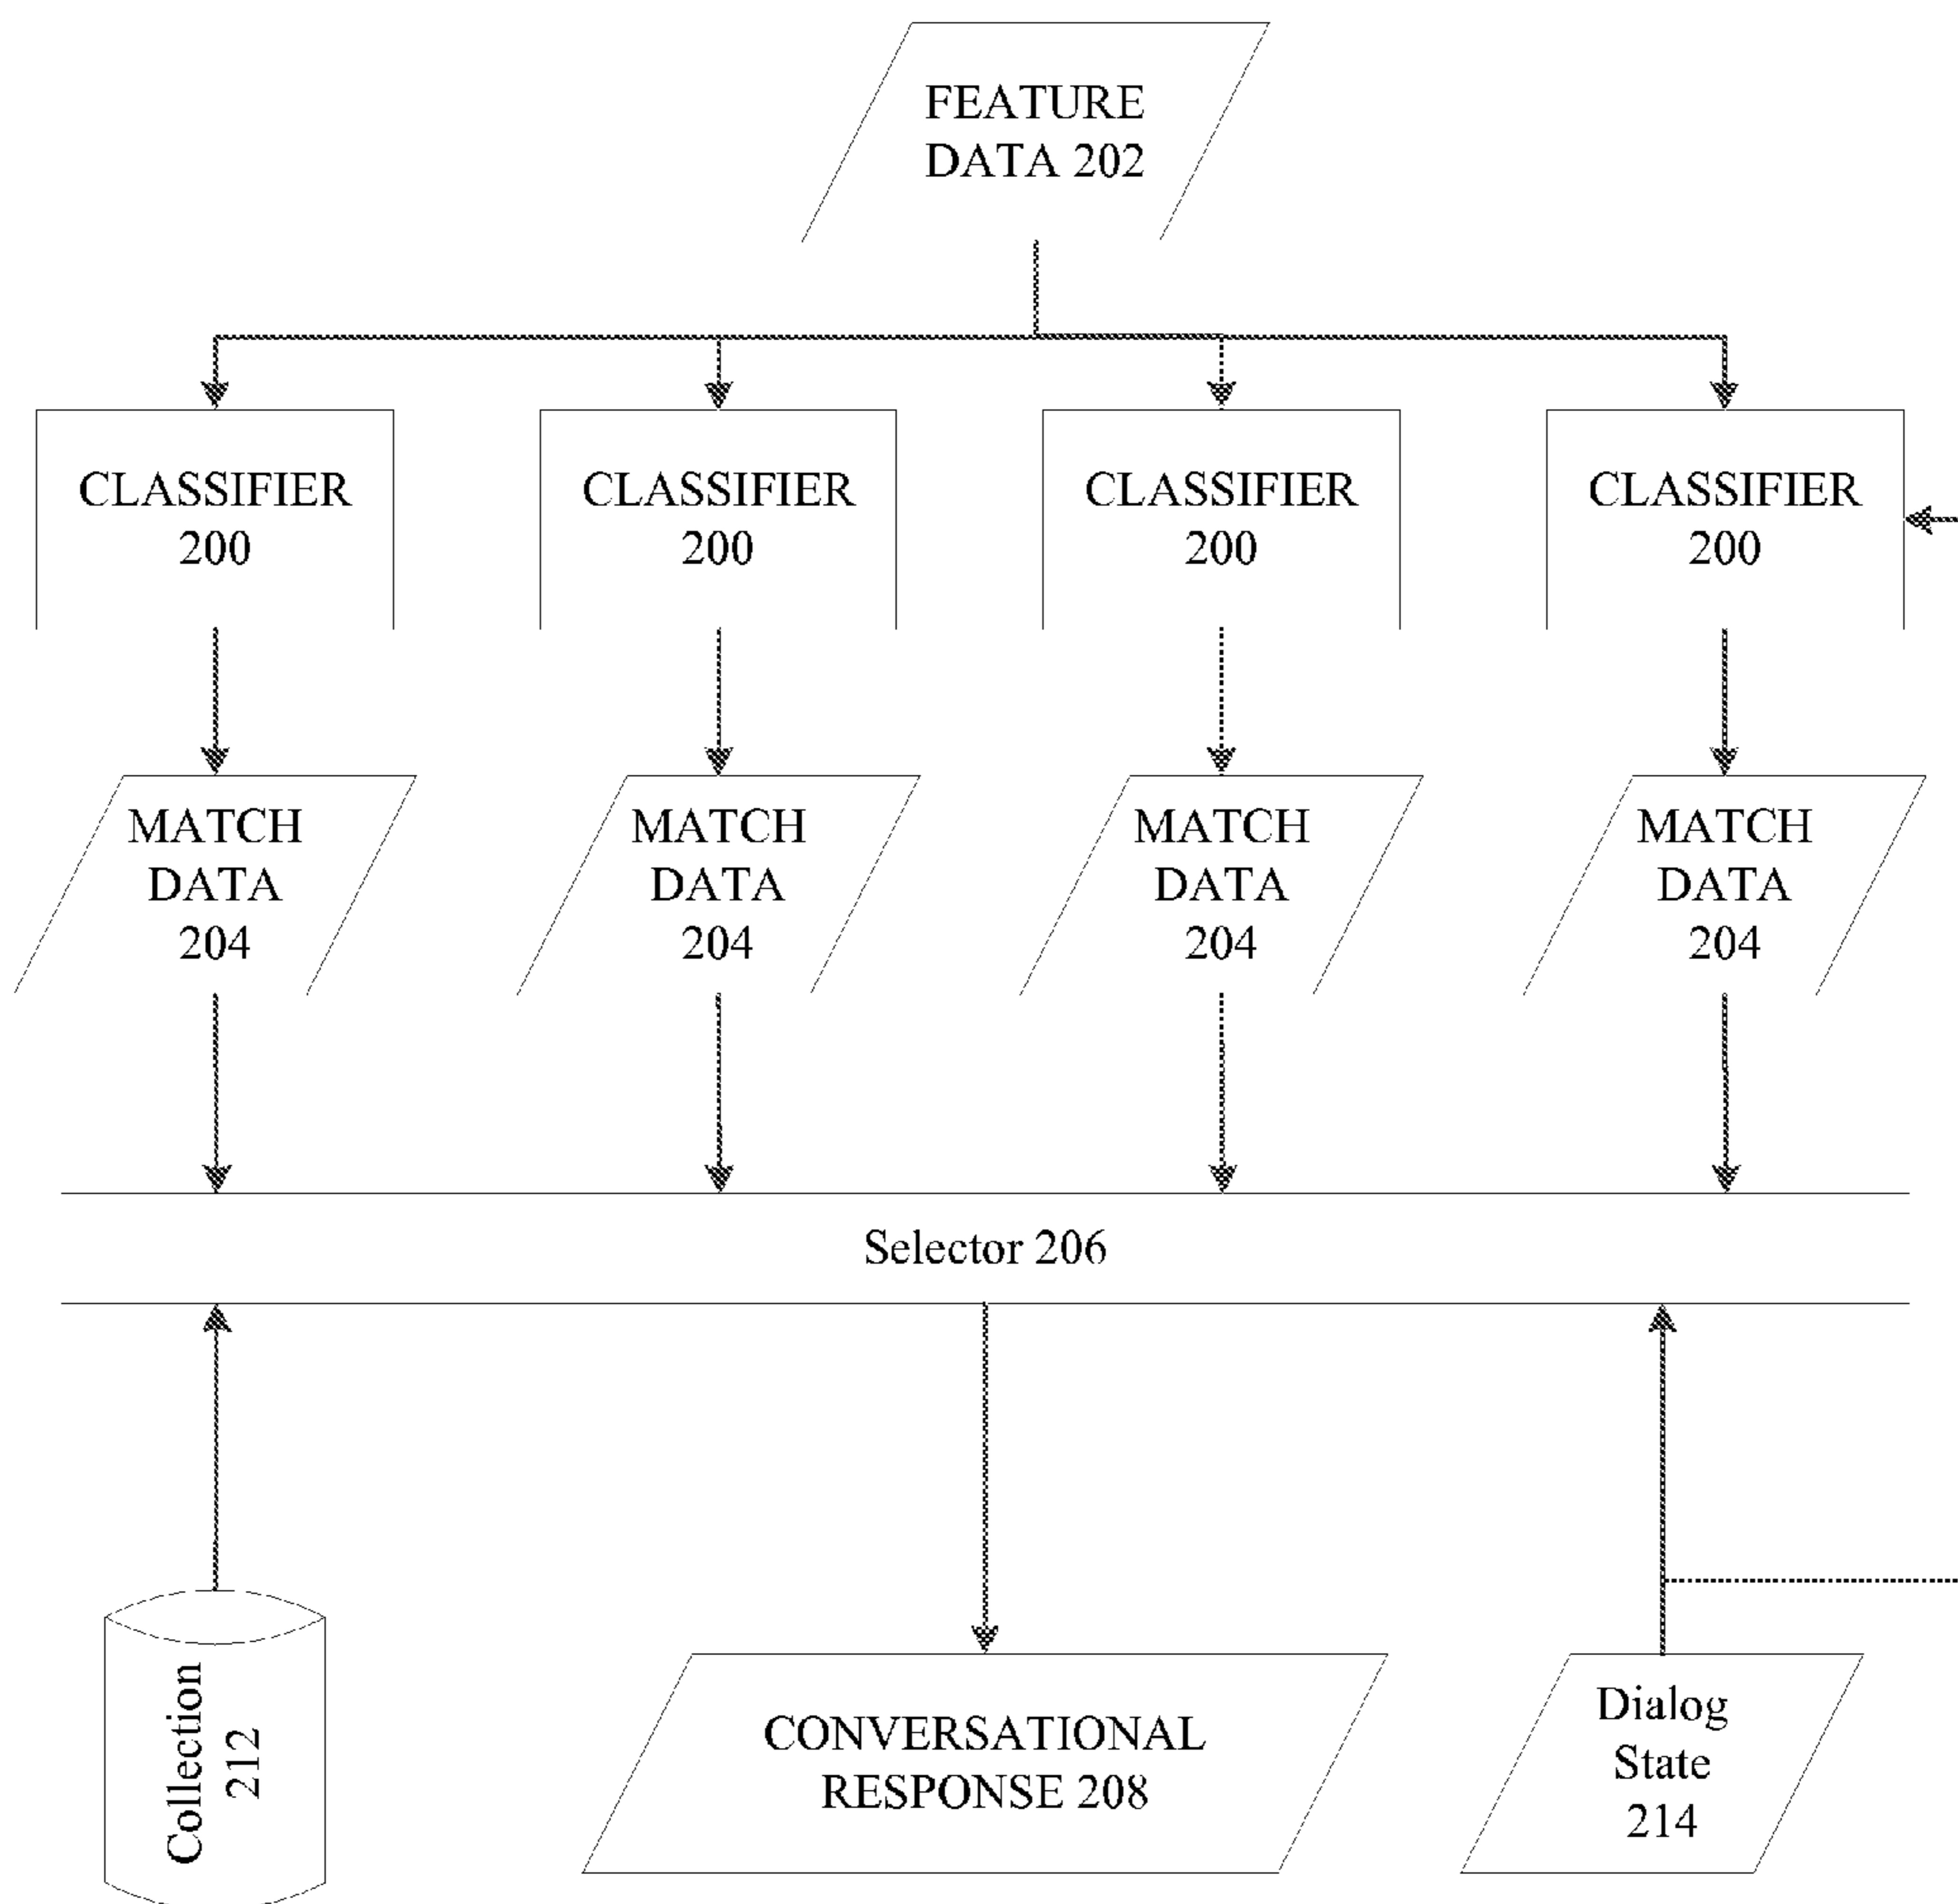 FEATURE
DATA 202
CLASSIFIER
200
CLASSIFIER
200
CLASSIFIER
200
CLASSIFIER
200
MATCH
DATA
204
MATCH
DATA
204
MATCH
DATA
204
MATCH
DATA
204
Selector 206
Collection
212
CONVERSATIONAL
RESPONSE 208
Dialog
State
214